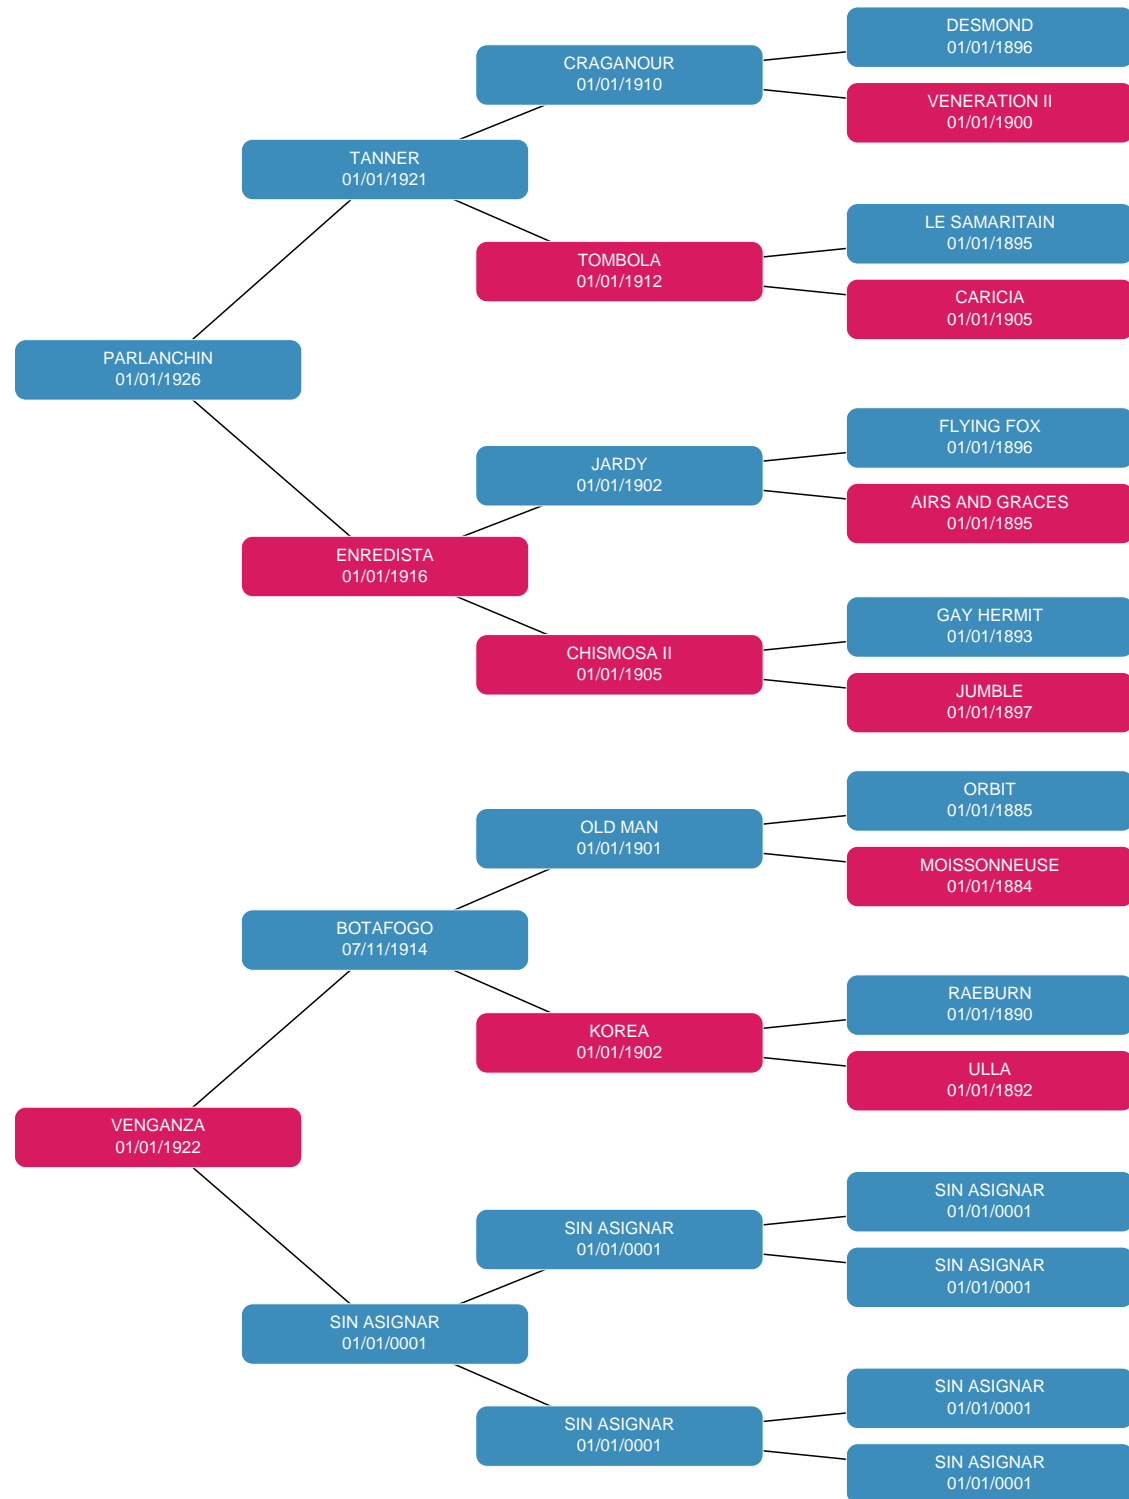 DESMOND
01/01/1896
CRAGANOUR
01/01/1910
VENERATION II
01/01/1900
TANNER
01/01/1921
LE SAMARITAIN
01/01/1895
TOMBOLA
01/01/1912
CARICIA
01/01/1905
PARLANCHIN
01/01/1926
FLYING FOX
01/01/1896
JARDY
01/01/1902
AIRS AND GRACES
01/01/1895
ENREDISTA
01/01/1916
GAY HERMIT
01/01/1893
CHISMOSA II
01/01/1905
JUMBLE
01/01/1897
ORBIT
01/01/1885
OLD MAN
01/01/1901
MOISSONNEUSE
01/01/1884
BOTAFOGO
07/11/1914
RAEBURN
01/01/1890
KOREA
01/01/1902
ULLA
01/01/1892
VENGANZA
01/01/1922
SIN ASIGNAR
01/01/0001
SIN ASIGNAR
01/01/0001
SIN ASIGNAR
01/01/0001
SIN ASIGNAR
01/01/0001
SIN ASIGNAR
01/01/0001
SIN ASIGNAR
01/01/0001
SIN ASIGNAR
01/01/0001